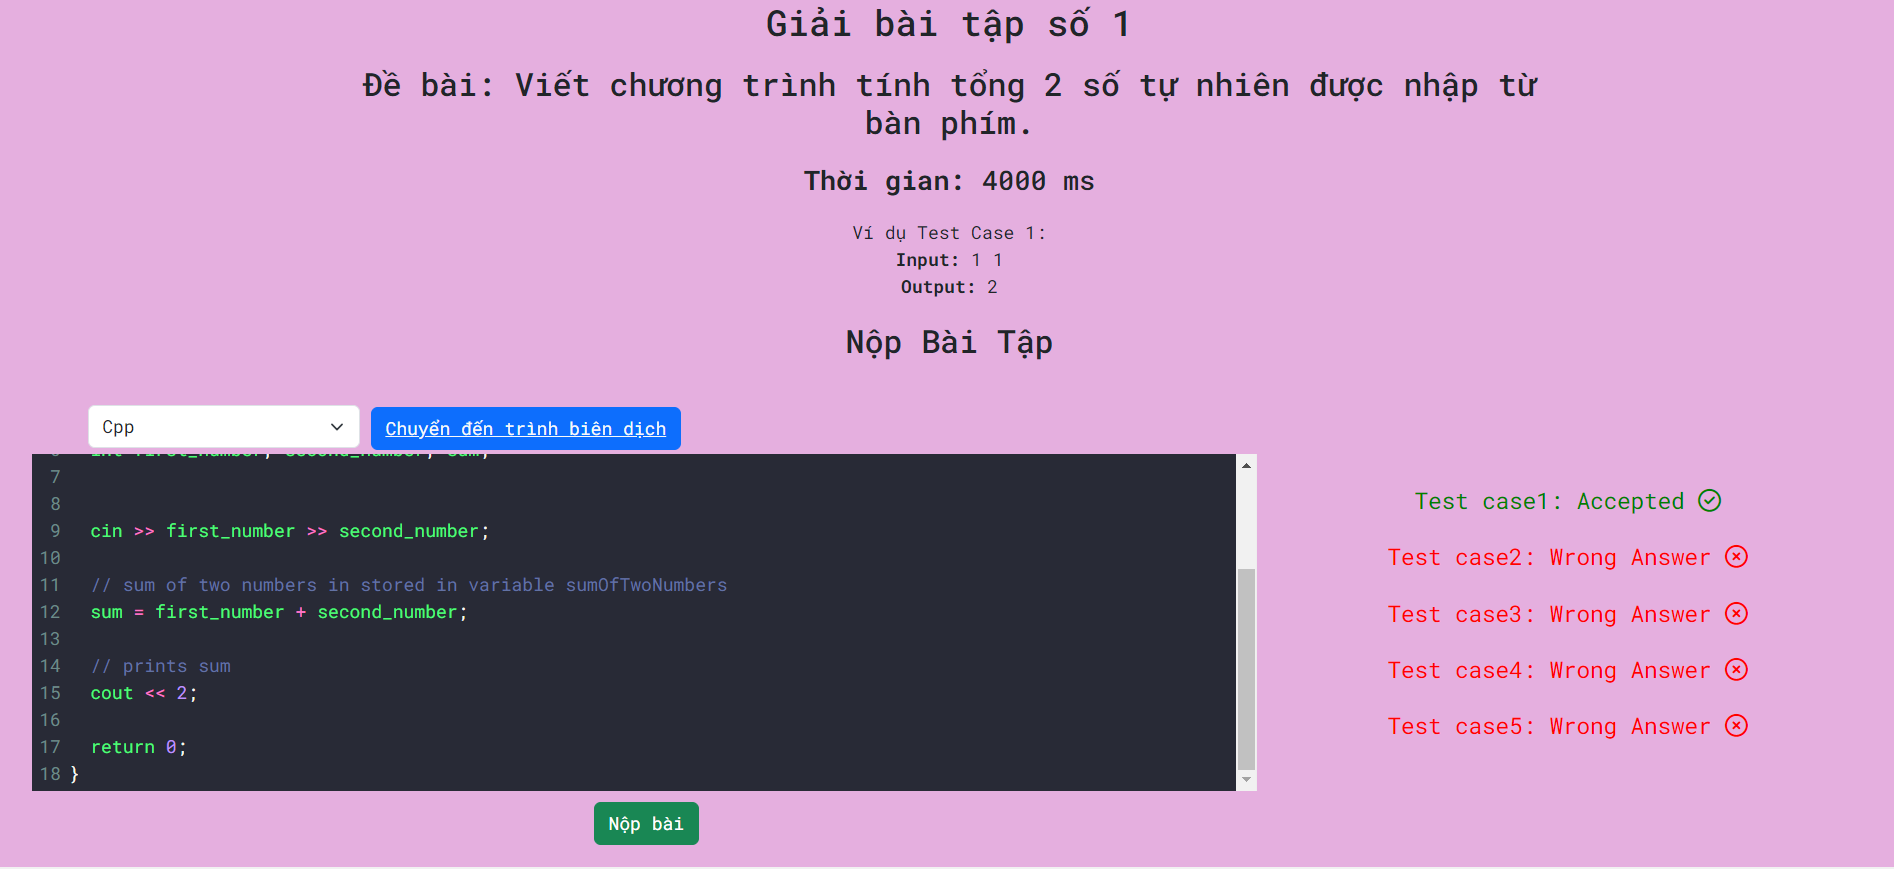 Giải bài tập số 1
Đề bài: Viết chương trình tính tổng 2 số tự nhiên được nhập từ
bàn phím.
Thời gian: 4000 ms
Ví dụ Test Case 1:
Input: 1 1
Output: 2
Nộp Bài Tập
Cpp
Chuyển đến trình biên dịch
int first_number, second_number, sum;
7
8
9 cin >> first_number >> second_number;
10
11 // sum of two numbers in stored in variable sumOfTwoNumbers
12 sum = first_number + second_number;
13
14 // prints sum
15 cout << 2;
16
17 return 0;
18 }
Test case1: Accepted
Test case2: Wrong Answer
Test case3: Wrong Answer
Test case4: Wrong Answer
Test case5: Wrong Answer
Nộp bài